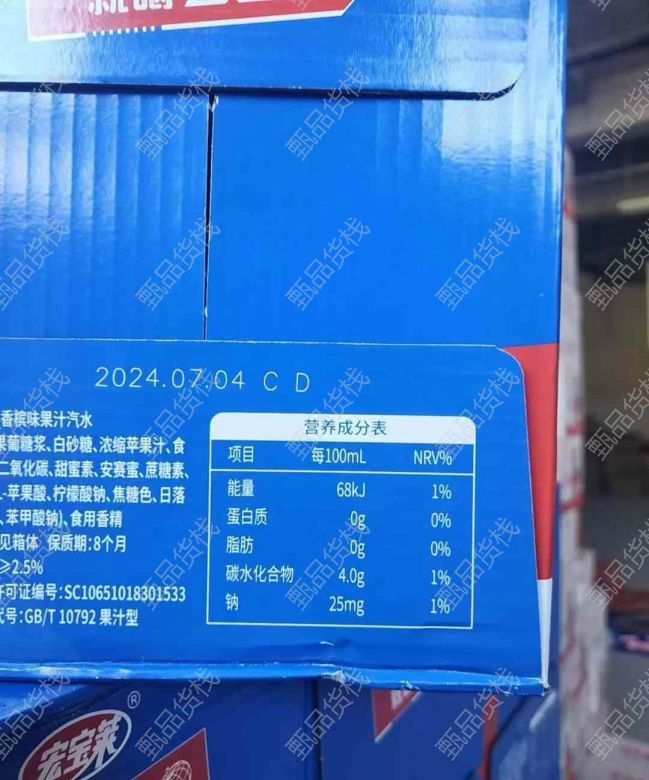 2024.07.04 C D
香槟味果汁汽水
果葡糖浆、白砂糖、浓缩苹果汁、食
二氧化碳、甜蜜素、安赛蜜、蔗糖素、
L-苹果酸、柠檬酸钠、焦糖色、日落
、苯甲酸钠)、食用香精
见箱体 保质期:8个月
≥2.5%
许可证编号:SC10651018301533
代号:GB/T 10792 果汁型
营养成分表
项目 每100mL NRV%
能量 68kJ 1%
蛋白质 0g 0%
脂肪 0g 0%
碳水化合物 4.0g 1%
钠 25mg 1%
宏宝莱®
甄品货栈